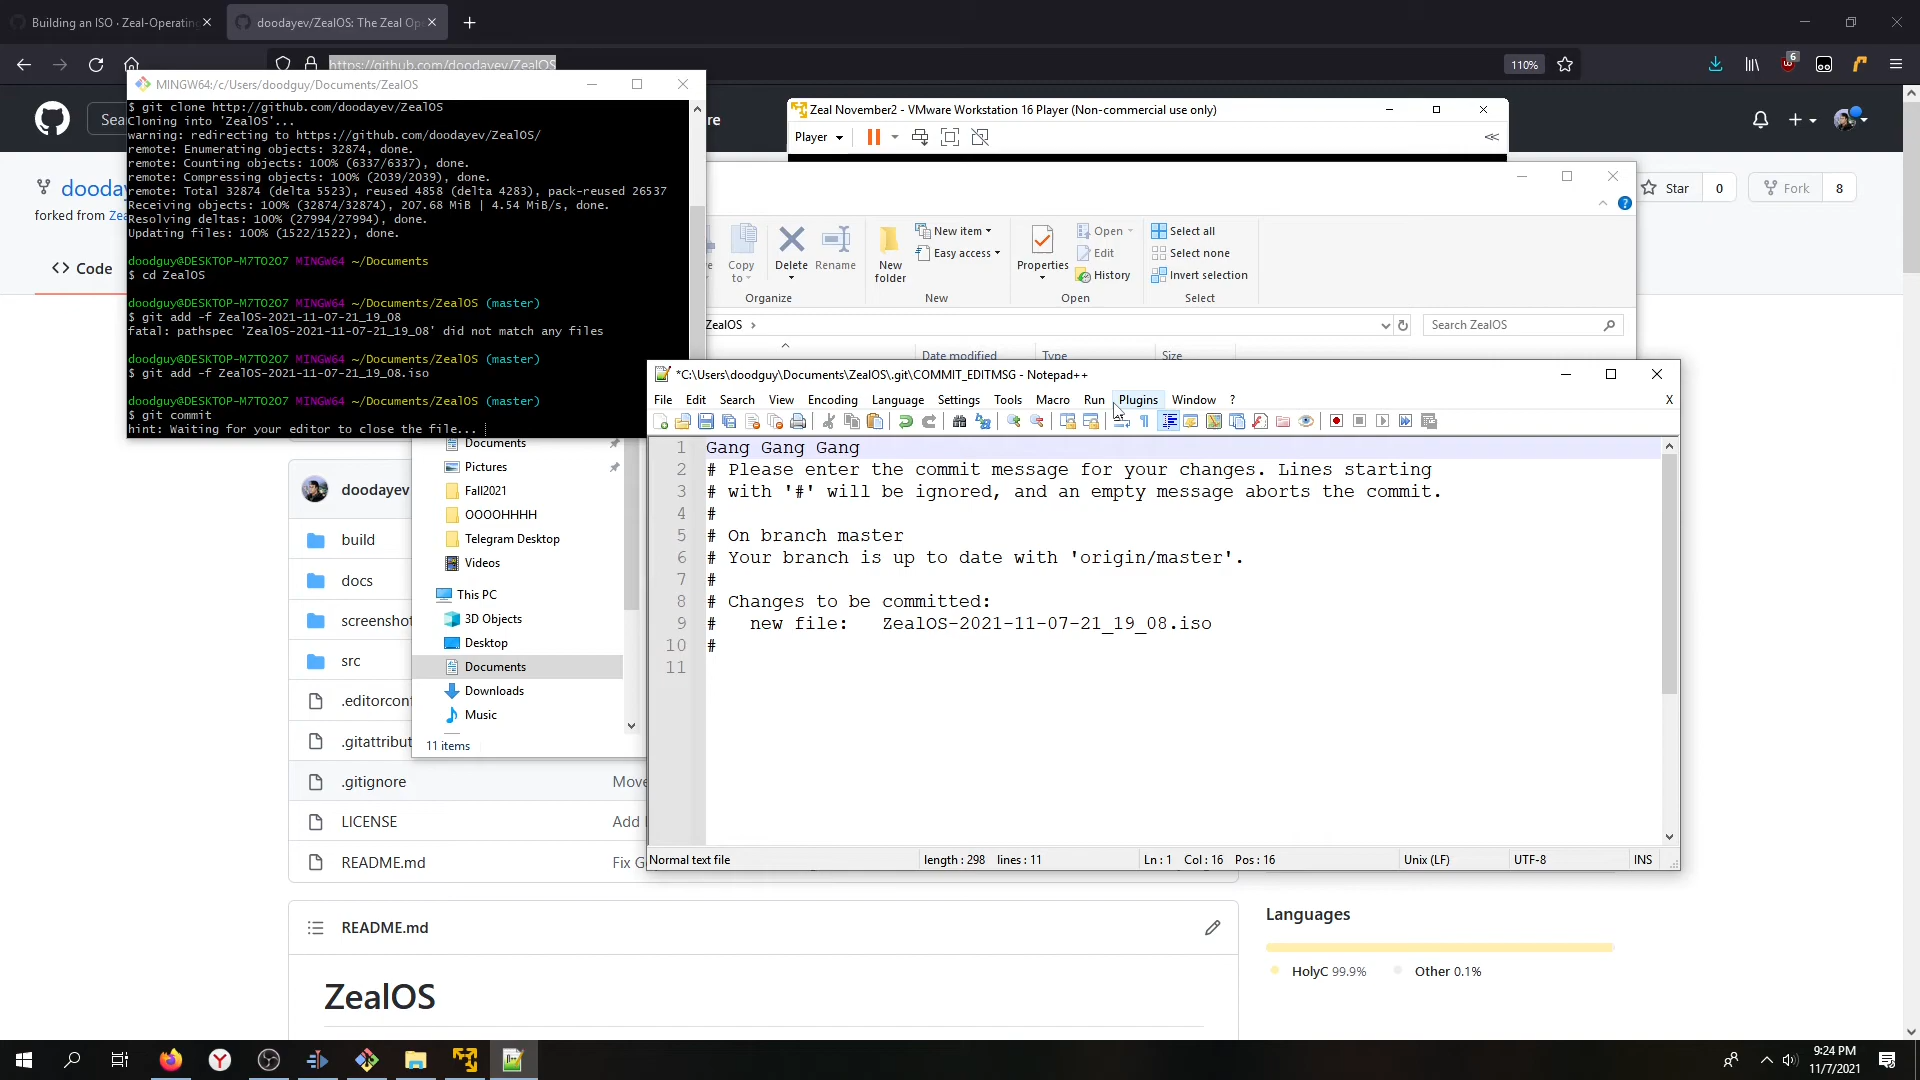 Building an ISO · Zeal-Operating
doodayev/ZealOS: The Zeal Ope
https://github.com/doodayev/ZealOS
110%
6
MINGW64:/c/Users/doodguy/Documents/ZealOS
$ git clone http://github.com/doodayev/ZealOS
Cloning into 'ZealOS'...
warning: redirecting to https://github.com/doodayev/ZealOS/
remote: Enumerating objects: 32874, done.
remote: Counting objects: 100% (6337/6337), done.
remote: Compressing objects: 100% (2039/2039), done.
remote: Total 32874 (delta 5523), reused 4858 (delta 4283), pack-reused 26537
Receiving objects: 100% (32874/32874), 207.68 MiB | 4.54 MiB/s, done.
Resolving deltas: 100% (27994/27994), done.
Updating files: 100% (1522/1522), done.
doodguy@DESKTOP-M7TO2O7 MINGW64 ~/Documents
$ cd ZealOS
doodguy@DESKTOP-M7TO2O7 MINGW64 ~/Documents/ZealOS (master)
$ git add -f ZealOS-2021-11-07-21_19_08
fatal: pathspec 'ZealOS-2021-11-07-21_19_08' did not match any files
doodguy@DESKTOP-M7TO2O7 MINGW64 ~/Documents/ZealOS (master)
$ git add -f ZealOS-2021-11-07-21_19_08.iso
doodguy@DESKTOP-M7TO2O7 MINGW64 ~/Documents/ZealOS (master)
$ git commit
hint: Waiting for your editor to close the file...
Sea
re
Zeal November2 - VMware Workstation 16 Player (Non-commercial use only)
Player
dooday
forked from Zea
Code
Star 0
Fork 8
Copy to
Delete
Rename
Organize
New folder
New item
Easy access
New
Properties
Open
Edit
History
Open
Select all
Select none
Invert selection
Select
ZealOS
Search ZealOS
Date modified
Type
Size
*C:\Users\doodguy\Documents\ZealOS\.git\COMMIT_EDITMSG - Notepad++
File Edit Search View Encoding Language Settings Tools Macro Run Plugins Window ?
X
1 Gang Gang Gang
2 # Please enter the commit message for your changes. Lines starting
3 # with '#' will be ignored, and an empty message aborts the commit.
4 #
5 # On branch master
6 # Your branch is up to date with 'origin/master'.
7 #
8 # Changes to be committed:
9 # new file: ZealOS-2021-11-07-21_19_08.iso
10 #
11
Normal text file
length : 298 lines : 11
Ln : 1 Col : 16 Pos : 16
Unix (LF)
UTF-8
INS
Documents
Pictures
Fall2021
OOOOHHHH
Telegram Desktop
Videos
This PC
3D Objects
Desktop
Documents
Downloads
Music
11 items
doodayev
build
docs
screenshot
src
.editorconf
.gitattribut
.gitignore
Move
LICENSE
Add l
README.md
Fix G
README.md
ZealOS
Languages
HolyC 99.9%
Other 0.1%
9:24 PM
11/7/2021